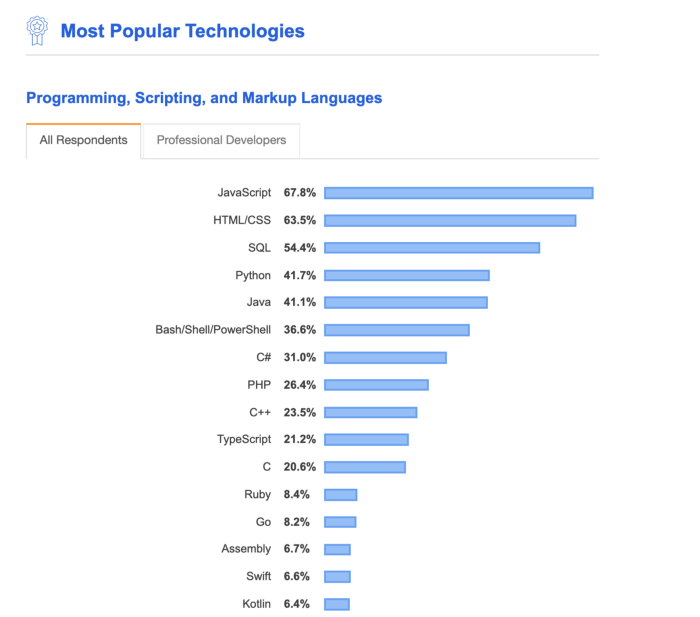 Most Popular Technologies
Programming, Scripting, and Markup Languages
All Respondents Professional Developers
JavaScript 67.8%
HTML/CSS 63.5%
SQL 54.4%
Python 41.7%
Java 41.1%
Bash/Shell/PowerShell 36.6%
C# 31.0%
PHP 26.4%
C++ 23.5%
TypeScript 21.2%
C 20.6%
Ruby 8.4%
Go 8.2%
Assembly 6.7%
Swift 6.6%
Kotlin 6.4%